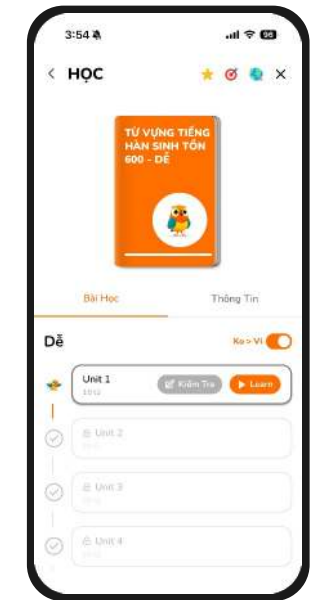 3:54
96
HỌC
TỪ VỰNG TIẾNG
HÀN SINH TỒN
600 - DỄ
Bài Học
Thông Tin
Dễ
Ko > Vi
Unit 1
Kiểm Tra
Learn
Unit 2
Unit 3
Unit 4